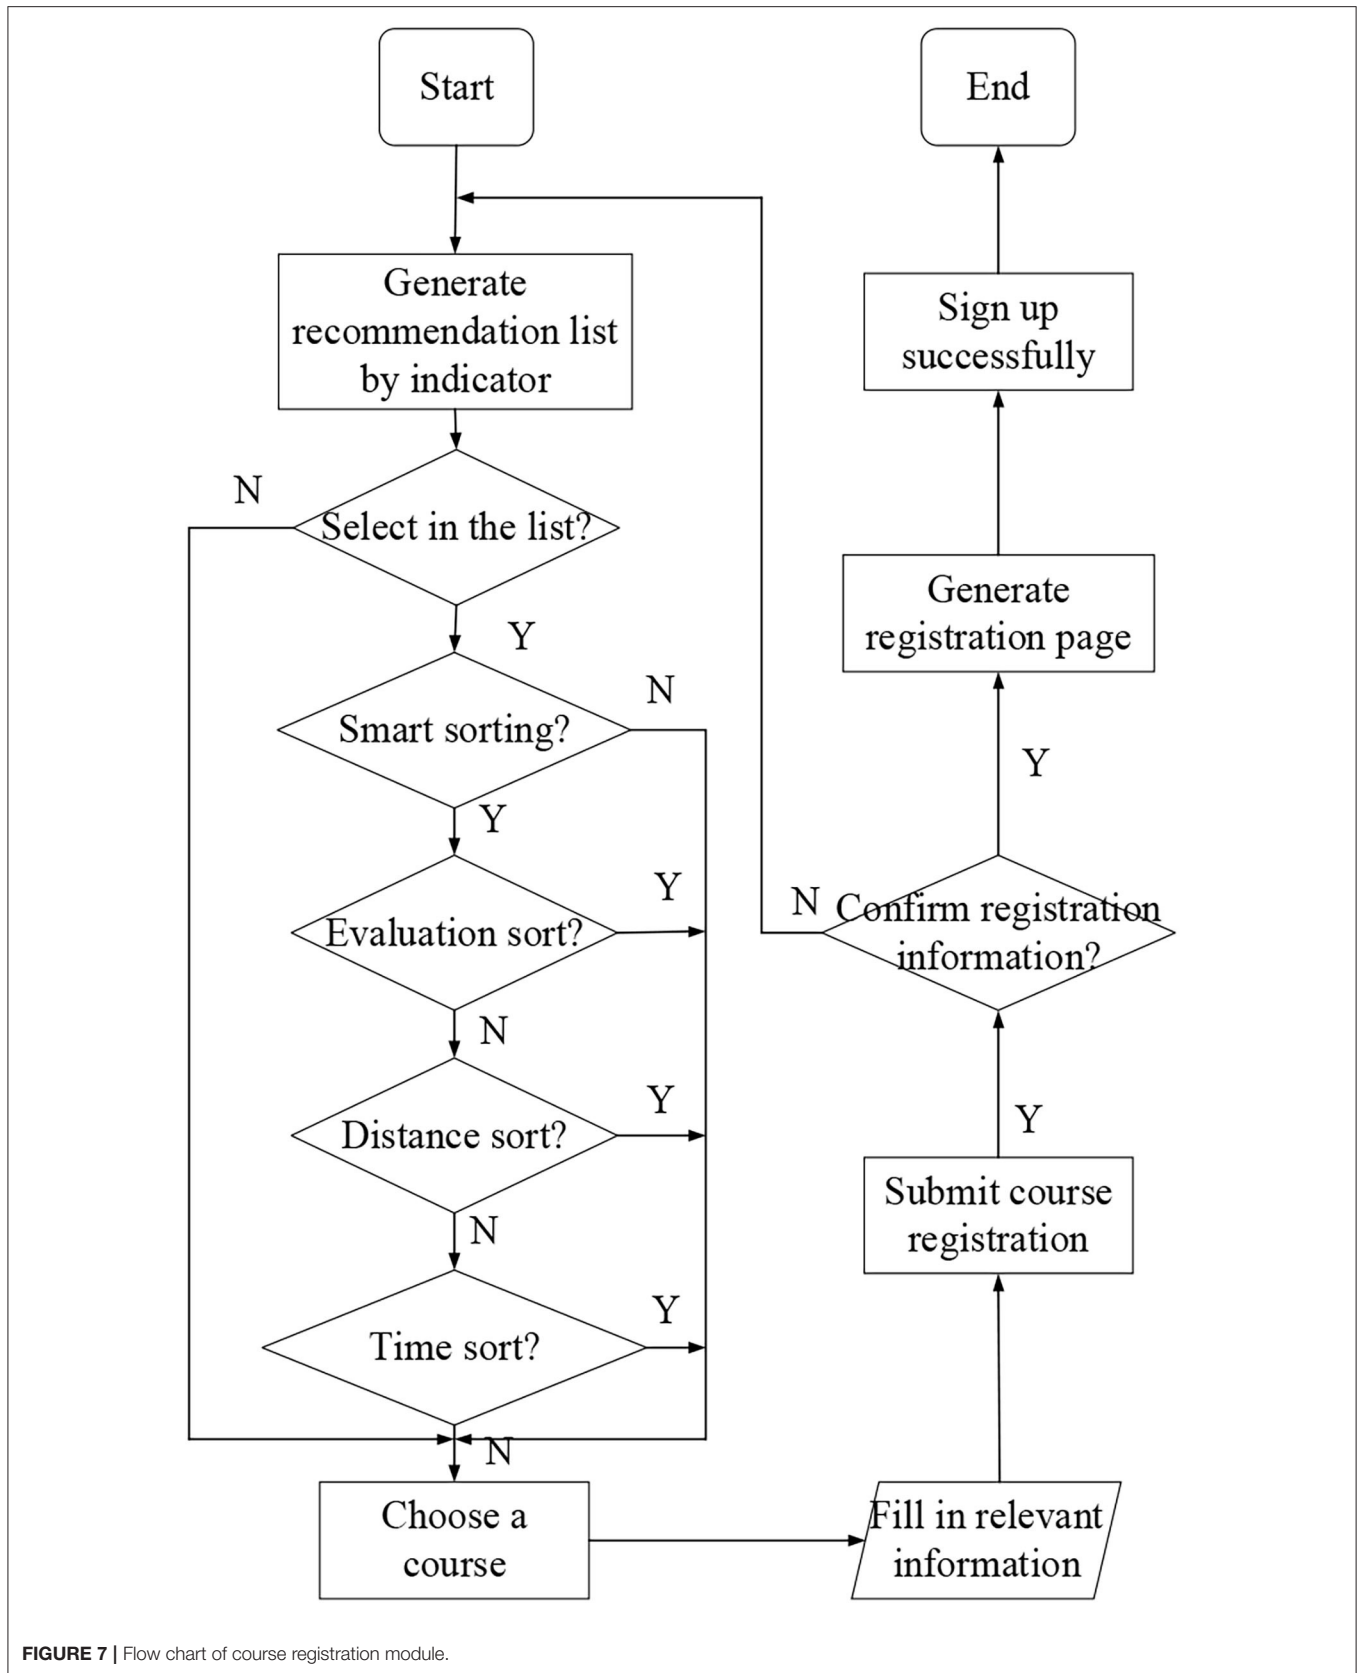 Start
Generate
recommendation list
by indicator
N
Select in the list?
Y
N
Smart sorting?
Y
Y
Evaluation sort?
N
Y
Distance sort?
N
Y
Time sort?
N
Choose a
course
Fill in relevant
information
Submit course
registration
Y
N
Confirm registration
information?
Y
Generate
registration page
Sign up
successfully
End
FIGURE 7 | Flow chart of course registration module.